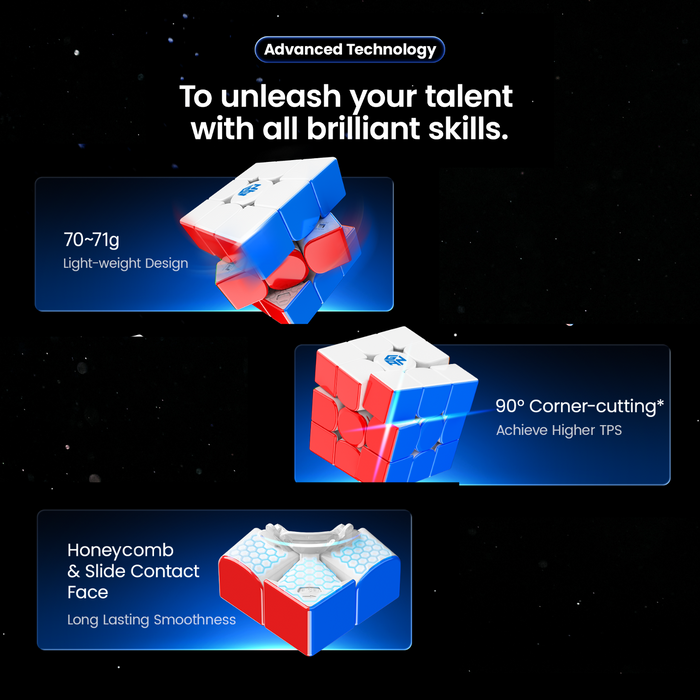 Advanced Technology
To unleash your talent
with all brilliant skills.
70~71g
Light-weight Design
90° Corner-cutting*
Achieve Higher TPS
Honeycomb
& Slide Contact
Face
Long Lasting Smoothness